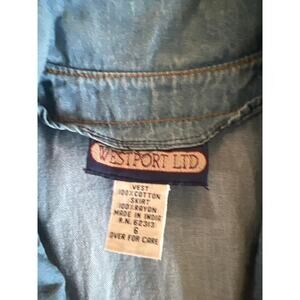 WESTPORT LTD
VEST
100%COTTON
SKIRT
100%RAYON
MADE IN INDIA
R.N. 62313
6
OVER FOR CARE